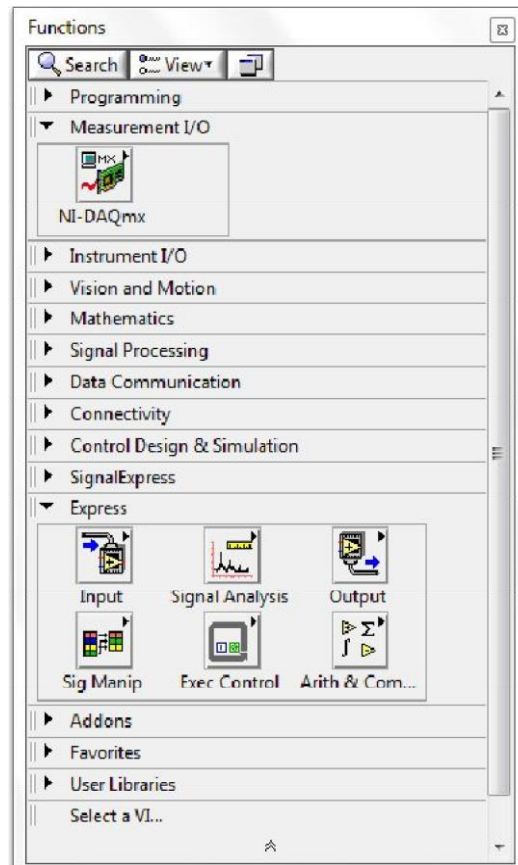 Functions
Search View
Programming
Measurement I/O
MX
NI-DAQmx
Instrument I/O
Vision and Motion
Mathematics
Signal Processing
Data Communication
Connectivity
Control Design & Simulation
SignalExpress
Express
Input Signal Analysis Output
Sig Manip Exec Control Arith & Com...
Addons
Favorites
User Libraries
Select a VI...